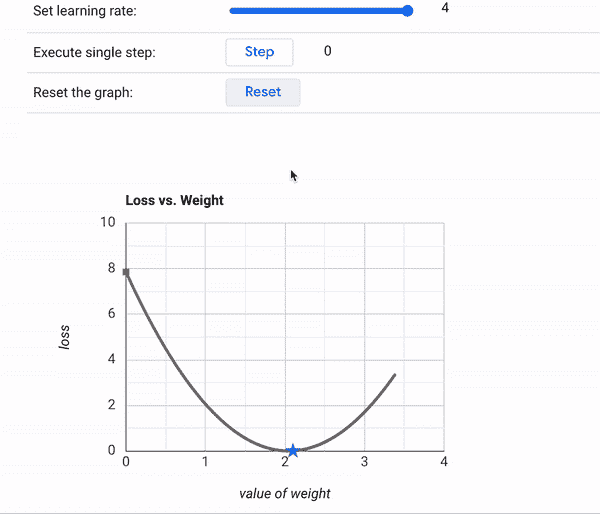 Set learning rate: 4
Execute single step: Step 0
Reset the graph: Reset
Loss vs. Weight
10
8
6
4
2
0
loss
0 1 2 3 4
value of weight